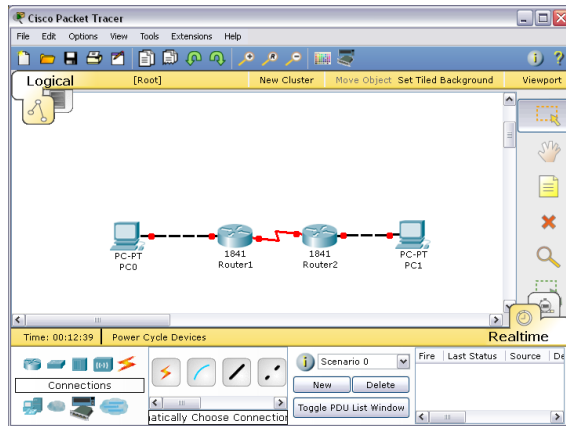 Cisco Packet Tracer
File Edit Options View Tools Extensions Help
Logical [Root] New Cluster Move Object Set Tiled Background Viewport
PC-PT
PC0
1841
Router1
1841
Router2
PC-PT
PC1
Time: 00:12:39 Power Cycle Devices Realtime
Connections
Scenario 0
New Delete
Toggle PDU List Window
Fire Last Status Source De
atically Choose Connection